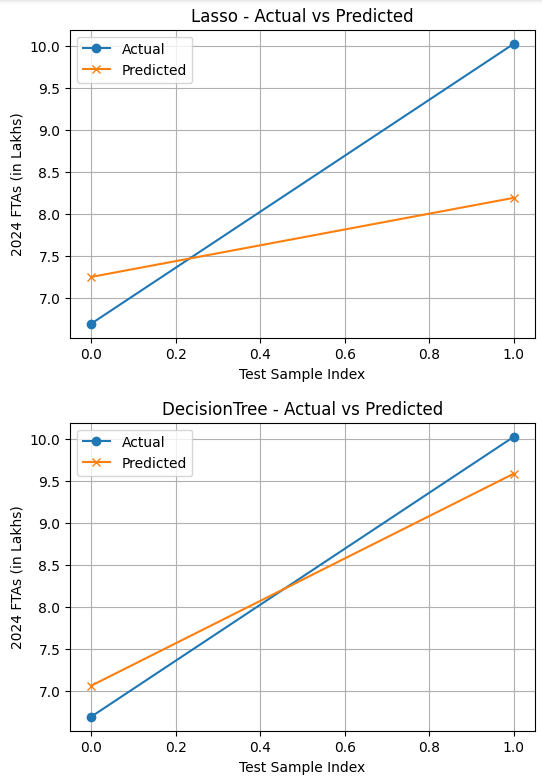 Lasso - Actual vs Predicted
Actual
Predicted
2024 FTAs (in Lakhs)
10.0
9.5
9.0
8.5
8.0
7.5
7.0
0.0 0.2 0.4 0.6 0.8 1.0
Test Sample Index
DecisionTree - Actual vs Predicted
Actual
Predicted
2024 FTAs (in Lakhs)
10.0
9.5
9.0
8.5
8.0
7.5
7.0
0.0 0.2 0.4 0.6 0.8 1.0
Test Sample Index